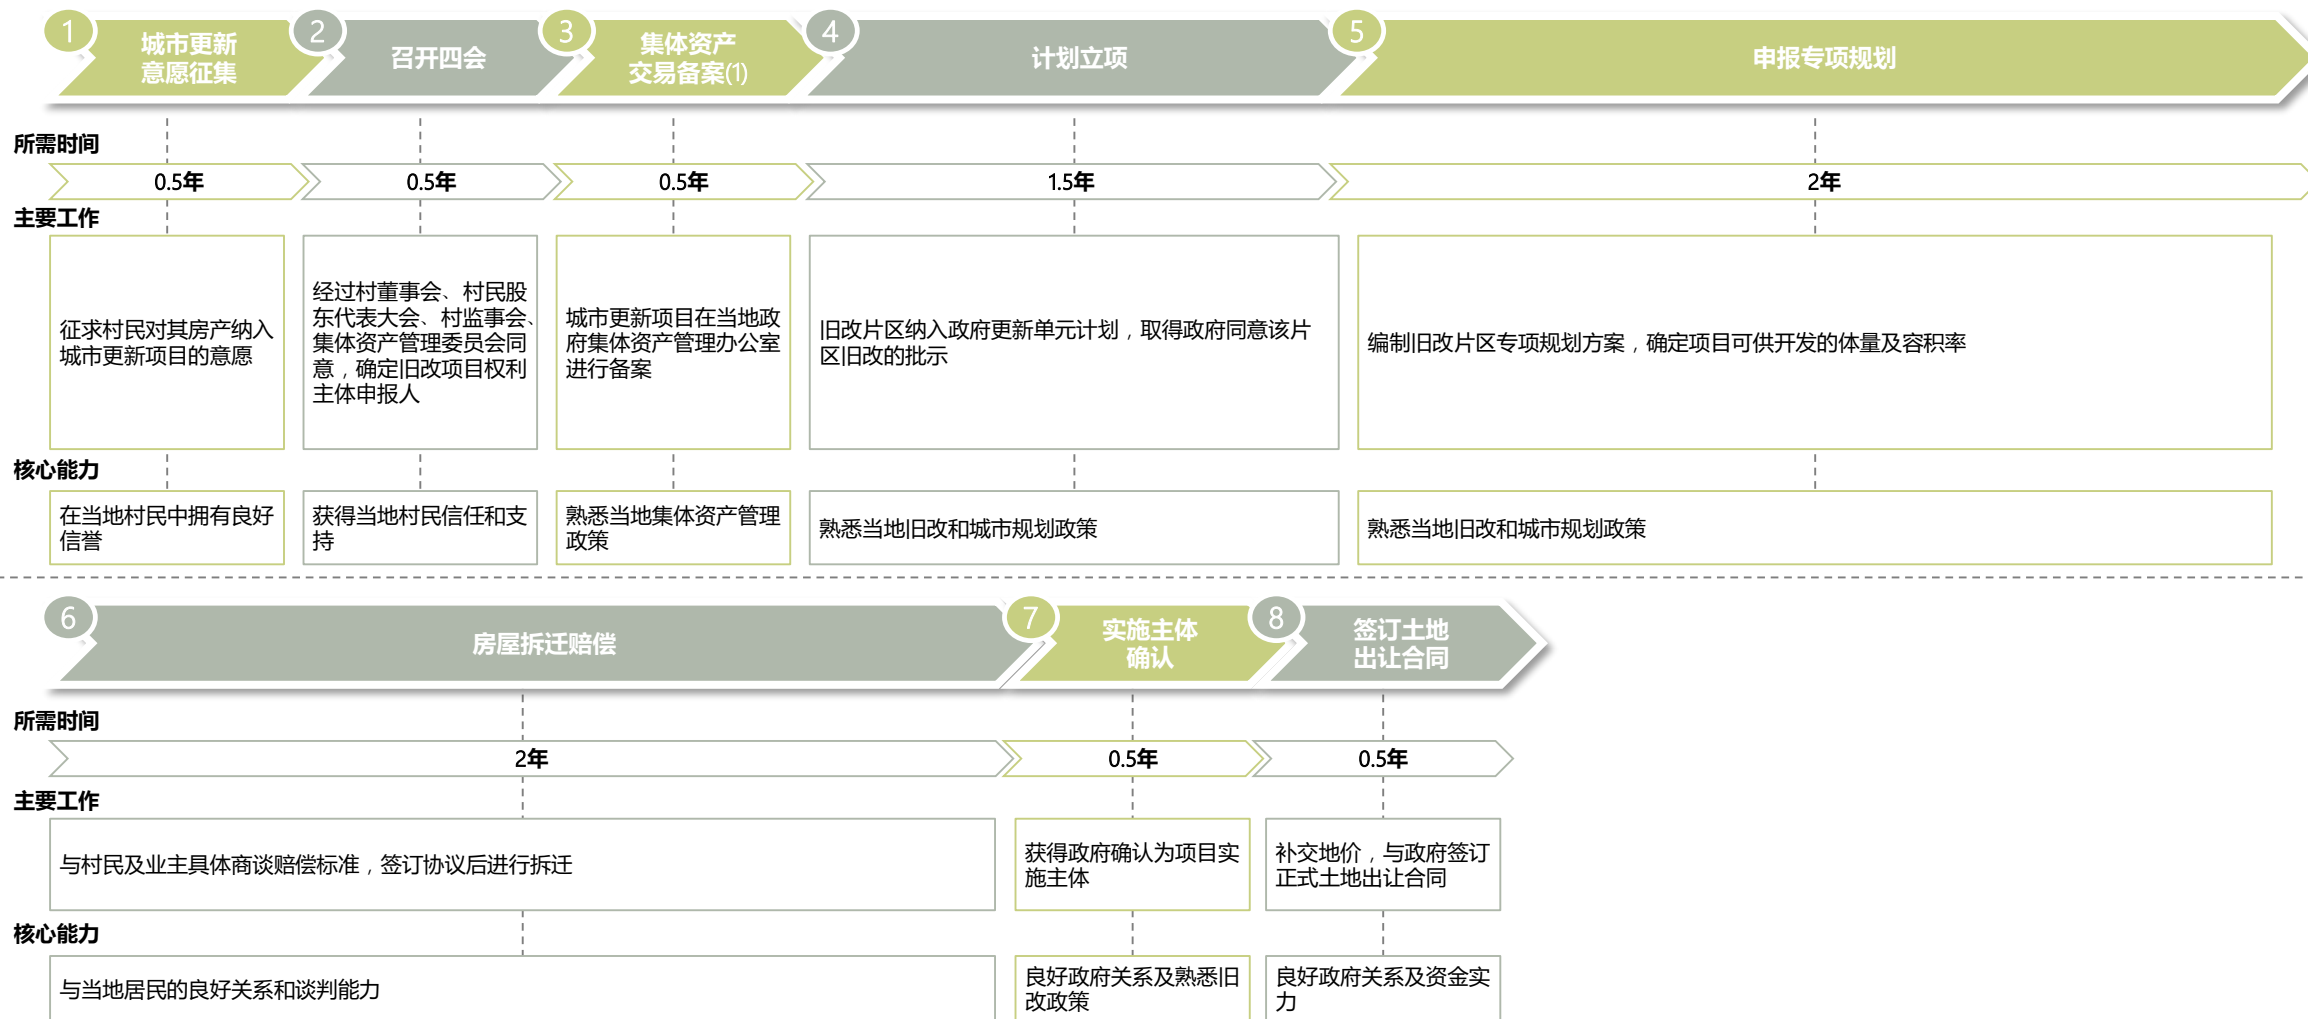 1
城市更新
意愿征集
2
召开四会
3
集体资产
交易备案(1)
4
计划立项
5
申报专项规划
所需时间
0.5年
0.5年
0.5年
1.5年
2年
主要工作
征求村民对其房产纳入
城市更新项目的意愿
经过村董事会、村民股
东代表大会、村监事会、
集体资产管理委员会同
意，确定旧改项目权利
主体申报人
城市更新项目在当地政
府集体资产管理办公室
进行备案
旧改片区纳入政府更新单元计划，取得政府同意该片
区旧改的批示
编制旧改片区专项规划方案，确定项目可供开发的体量及容积率
核心能力
在当地村民中拥有良好
信誉
获得当地村民信任和支
持
熟悉当地集体资产管理
政策
熟悉当地旧改和城市规划政策
熟悉当地旧改和城市规划政策
6
房屋拆迁赔偿
7
实施主体
确认
8
签订土地
出让合同
所需时间
2年
0.5年
0.5年
主要工作
与村民及业主具体商谈赔偿标准，签订协议后进行拆迁
获得政府确认为项目实
施主体
补交地价，与政府签订
正式土地出让合同
核心能力
与当地居民的良好关系和谈判能力
良好政府关系及熟悉旧
改政策
良好政府关系及资金实
力